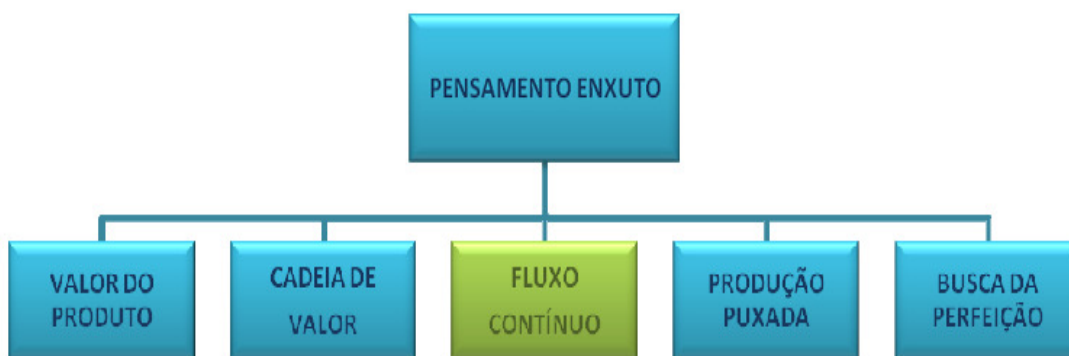 PENSAMENTO ENXUTO
VALOR DO
PRODUTO
CADEIA DE
VALOR
FLUXO
CONTÍNUO
PRODUÇÃO
PUXADA
BUSCA DA
PERFEIÇÃO